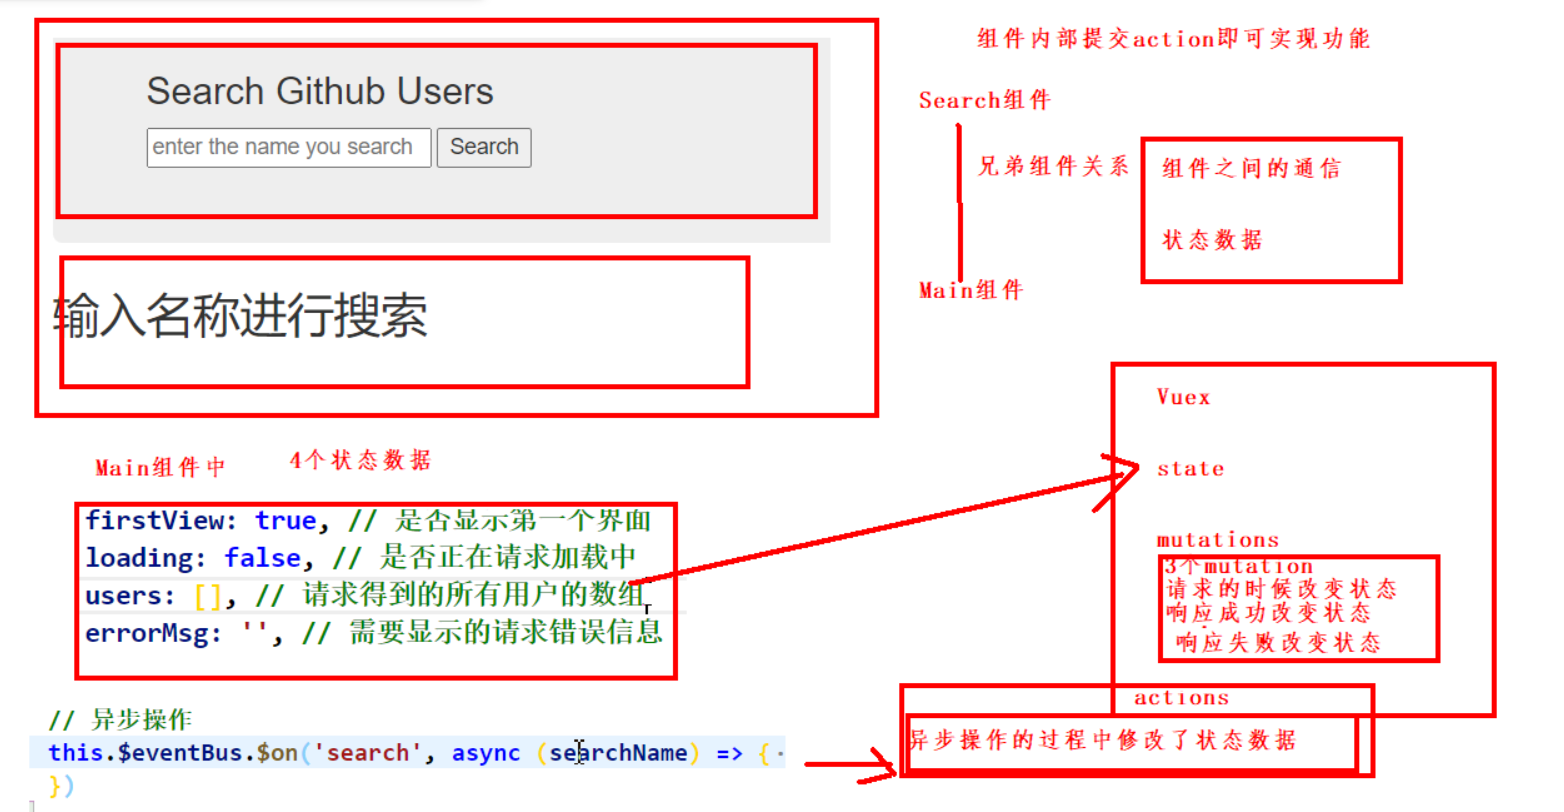 组件内部提交action即可实现功能
Search Github Users
enter the name you search
Search
Search组件
兄弟组件关系
组件之间的通信
状态数据
Main组件
输入名称进行搜索
Main组件中
4个状态数据
firstView: true, // 是否显示第一个界面
loading: false, // 是否正在请求加载中
users: [], // 请求得到的所有用户的数组
errorMsg: '', // 需要显示的请求错误信息
Vuex
state
mutations
3个mutation
请求的时候改变状态
响应成功改变状态
响应失败改变状态
actions
异步操作的过程中修改了状态数据
// 异步操作
this.$eventBus.$on('search', async (searchName) => {
})